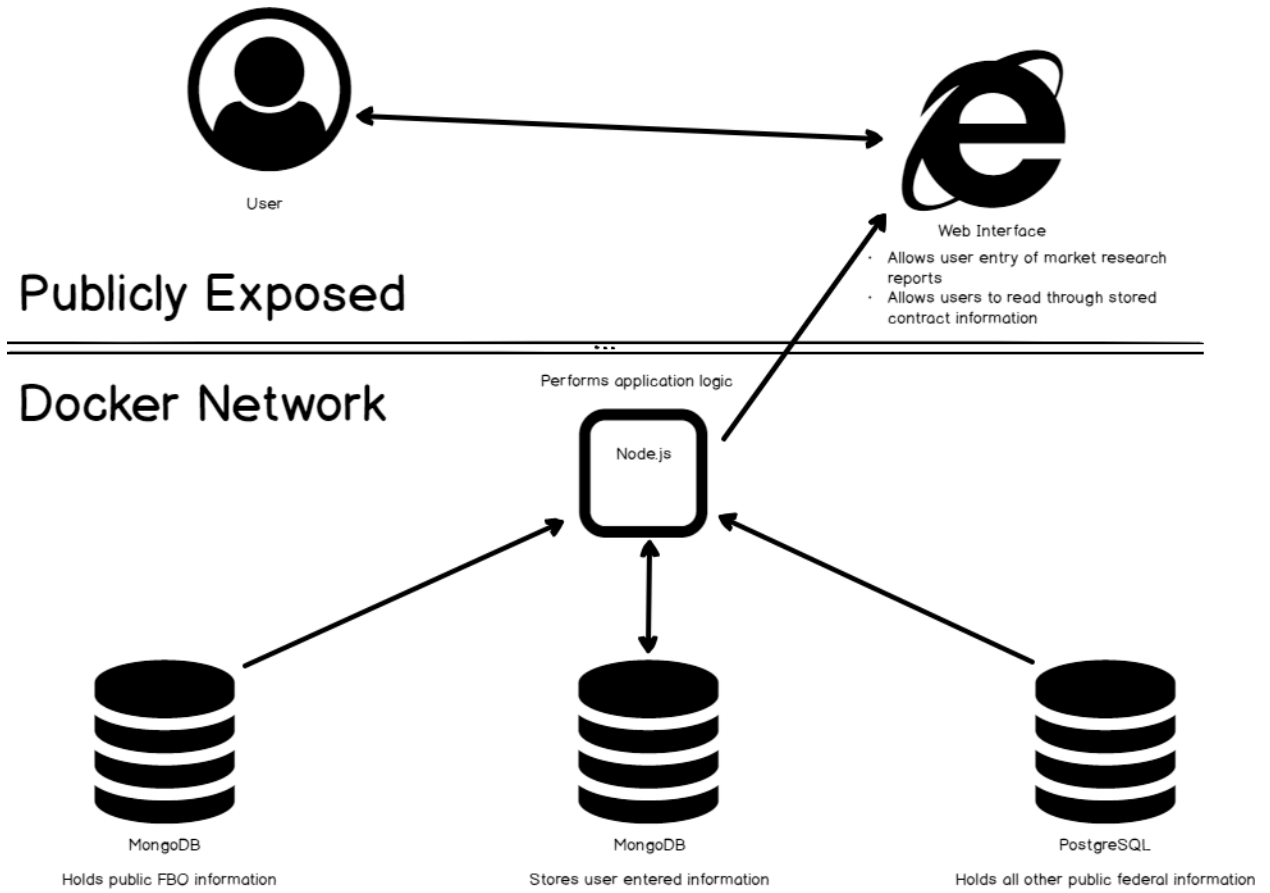 User
Web Interface
· Allows user entry of market research
reports
· Allows users to read through stored
contract information
Publicly Exposed
Docker Network
Performs application logic
Node.js
MongoDB
Holds public FBO information
MongoDB
Stores user entered information
PostgreSQL
Holds all other public federal information